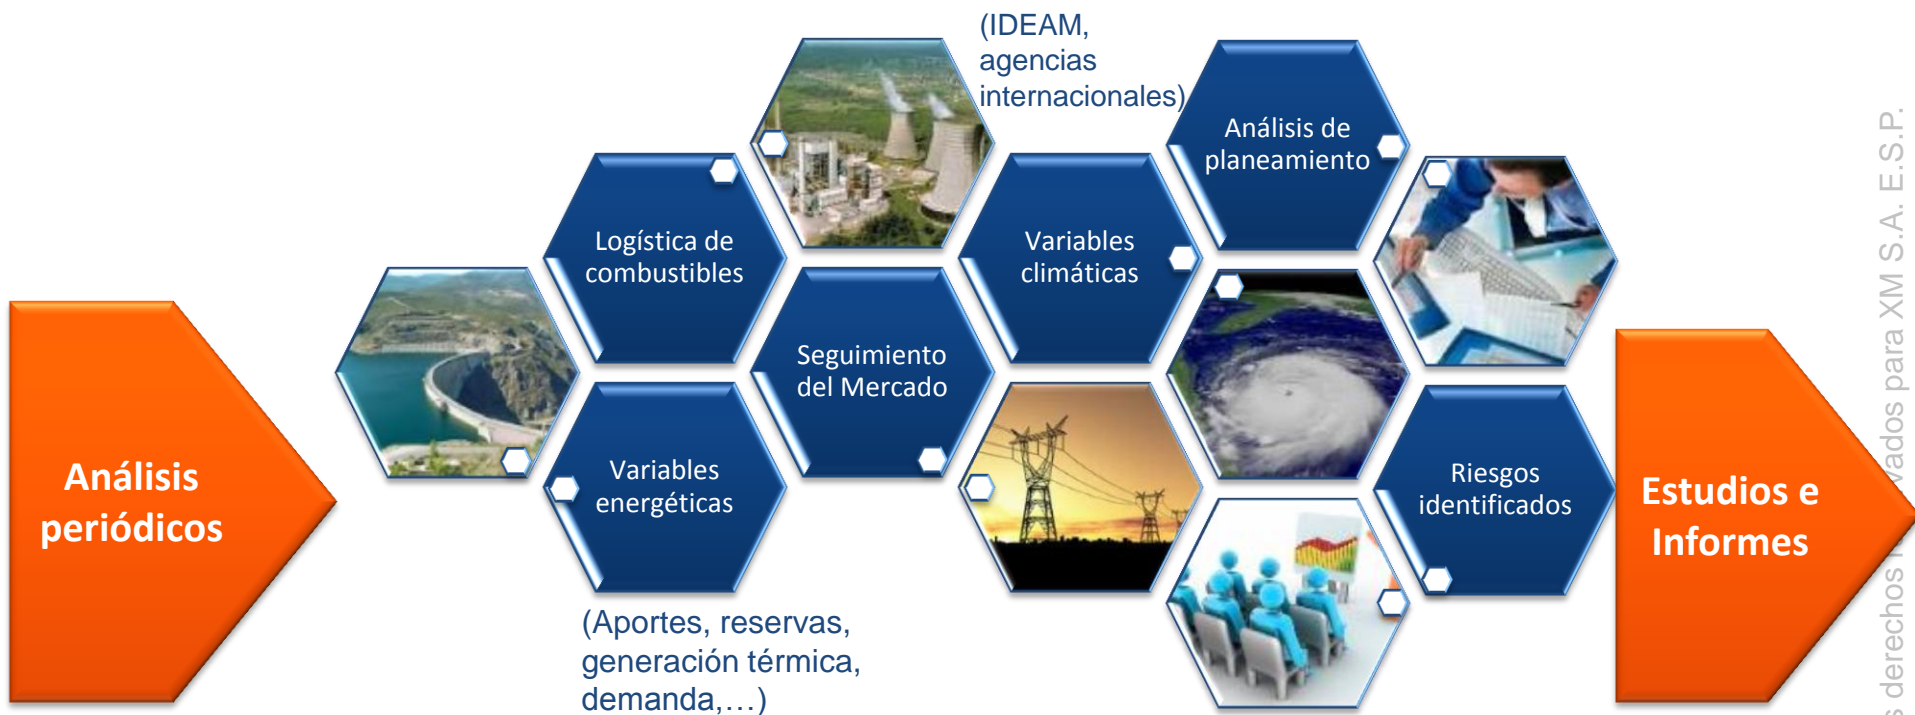 (IDEAM,
agencias
internacionales)
Análisis de
planeamiento
Logística de
combustibles
Variables
climáticas
Seguimiento
del Mercado
Análisis
periódicos
Variables
energéticas
Riesgos
identificados
Estudios e
Informes
(Aportes, reservas,
generación térmica,
demanda,…)
derechos
vados para XM S.A. E.S.P.